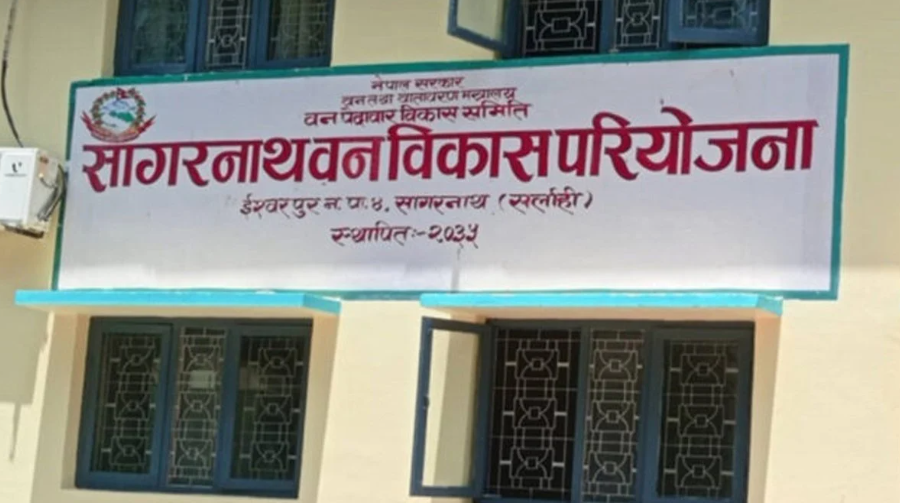 नेपाल सरकार
वन तथा वातावरण मन्त्रालय
वन पैदावार विकास समिति
सागरनाथ वन विकास परियोजना
ईश्वरपुर न.पा.४, सागरनाथ (सर्लाही)
स्थापितः-२०३५